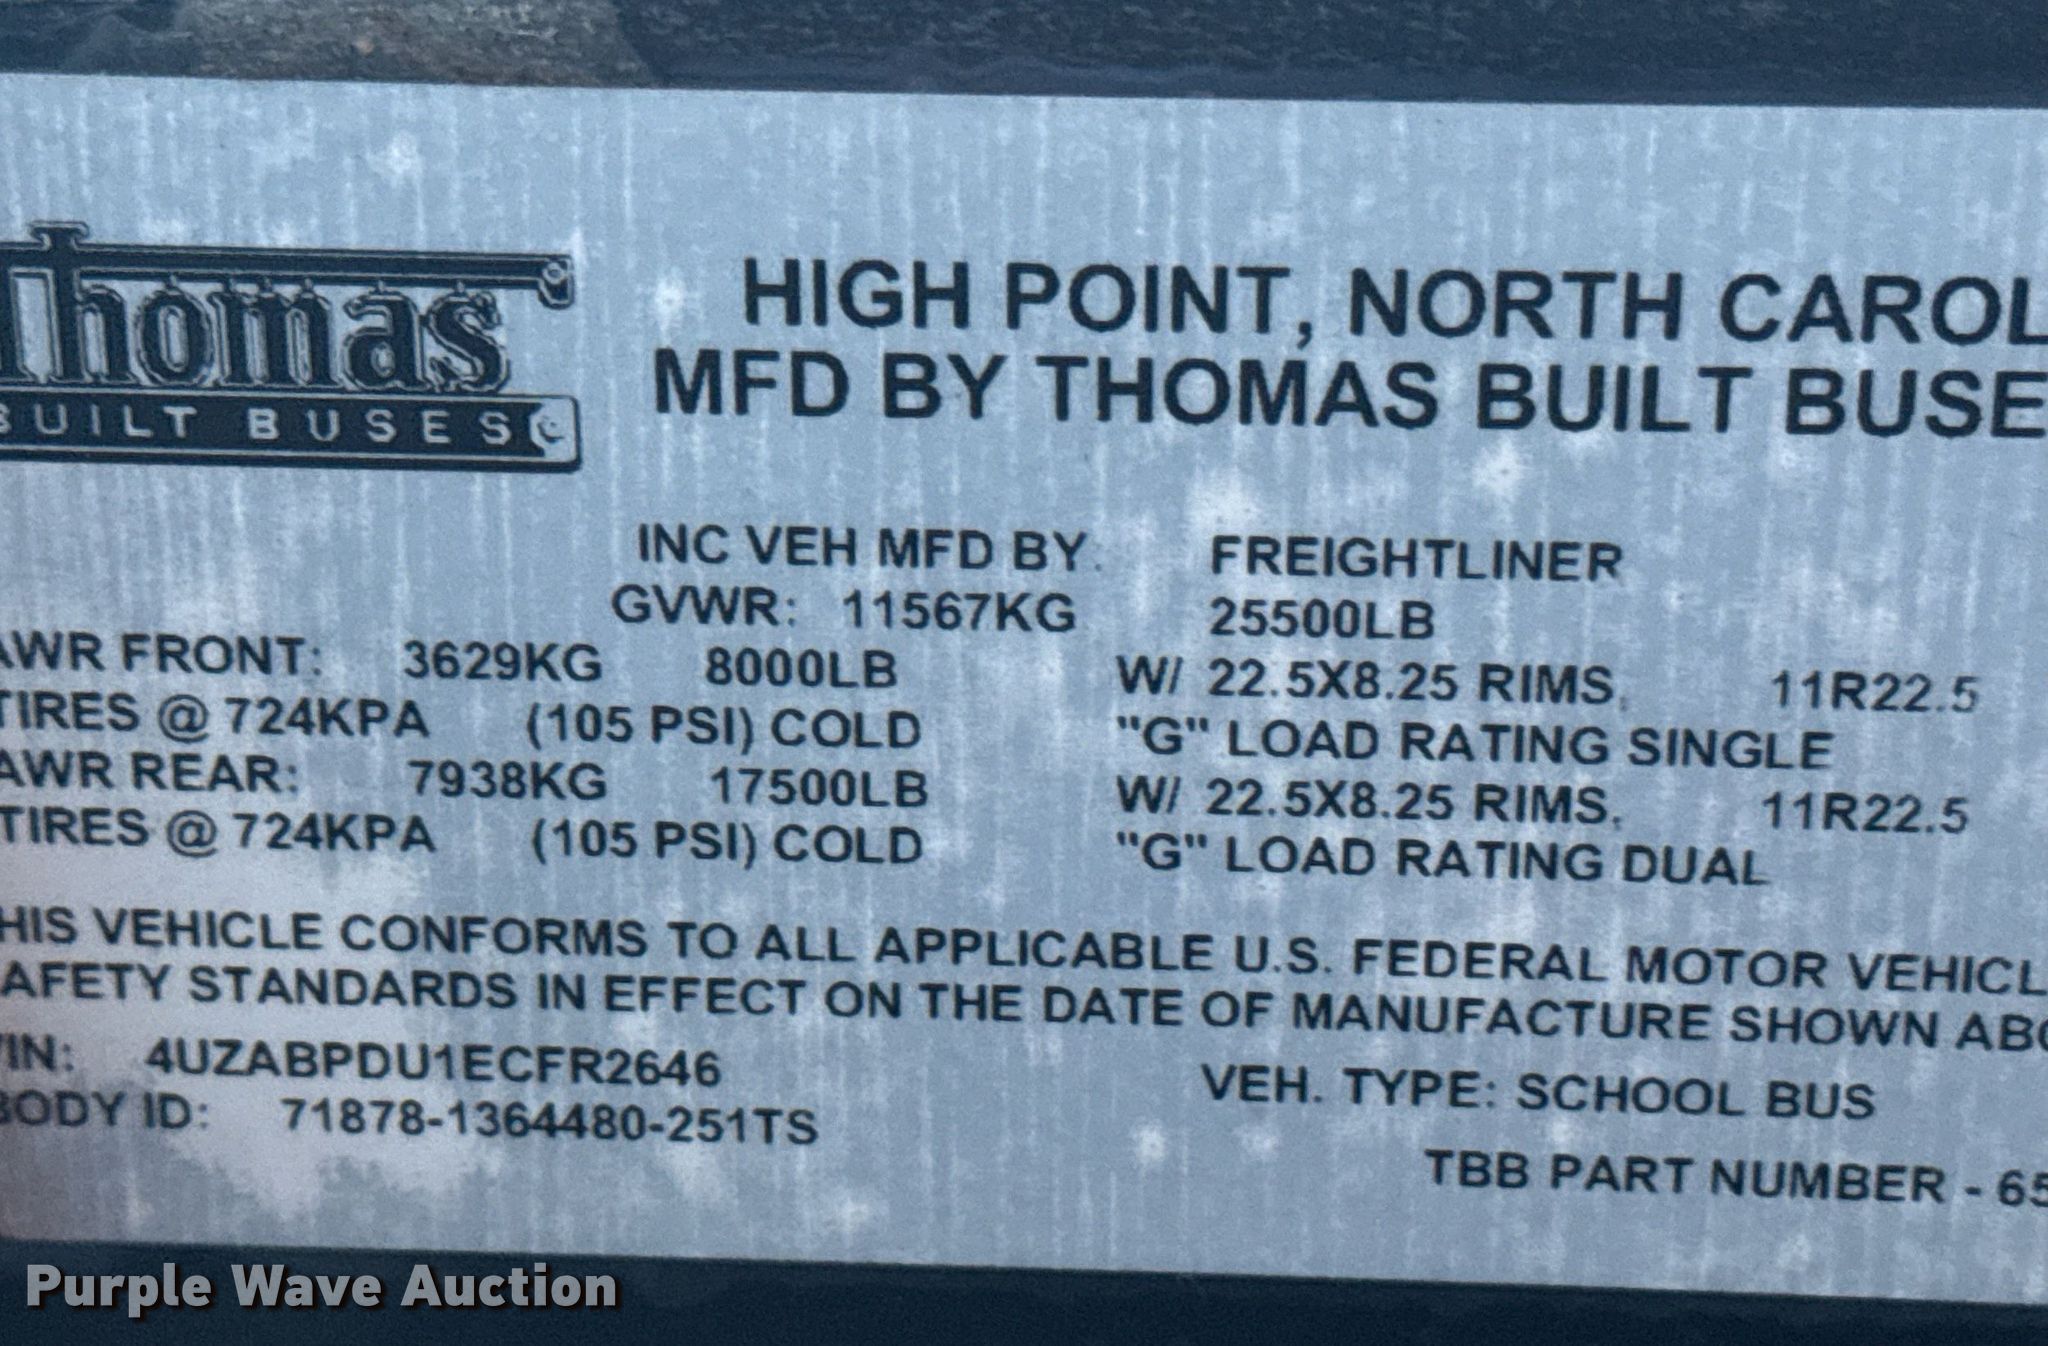 Thomas
BUILT BUSES
HIGH POINT, NORTH CAROL
MFD BY THOMAS BUILT BUSE
INC VEH MFD BY: FREIGHTLINER
GVWR: 11567KG 25500LB
AWR FRONT: 3629KG 8000LB W/ 22.5X8.25 RIMS, 11R22.5
TIRES @ 724KPA (105 PSI) COLD "G" LOAD RATING SINGLE
AWR REAR: 7938KG 17500LB W/ 22.5X8.25 RIMS, 11R22.5
TIRES @ 724KPA (105 PSI) COLD "G" LOAD RATING DUAL
HIS VEHICLE CONFORMS TO ALL APPLICABLE U.S. FEDERAL MOTOR VEHICL
AFETY STANDARDS IN EFFECT ON THE DATE OF MANUFACTURE SHOWN ABO
VIN: 4UZABPDU1ECFR2646
BODY ID: 71878-1364480-251TS
VEH. TYPE: SCHOOL BUS
TBB PART NUMBER - 65
Purple Wave Auction